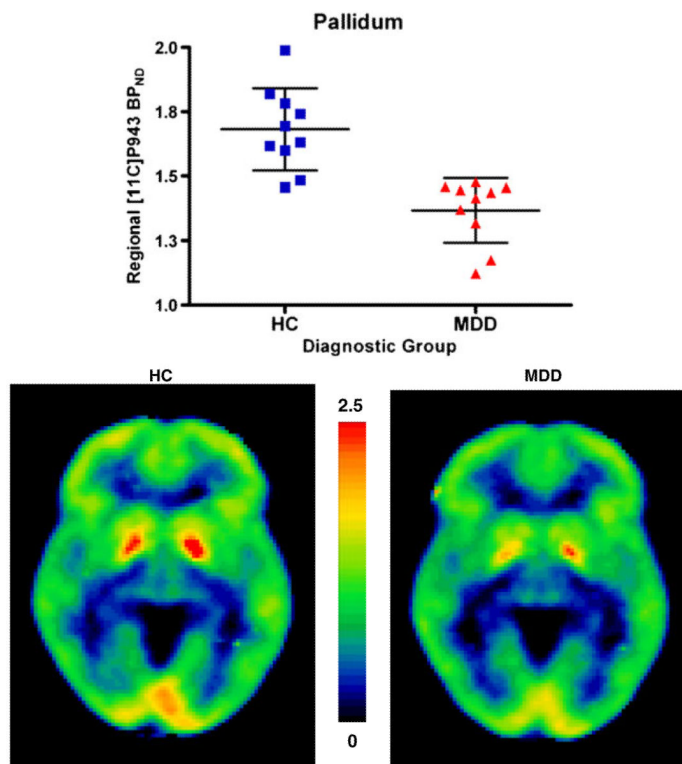 Pallidum
Regional [11C]P943 BPND
2.0
1.8
1.5
1.3
1.0
HC
MDD
Diagnostic Group
HC
MDD
2.5
0